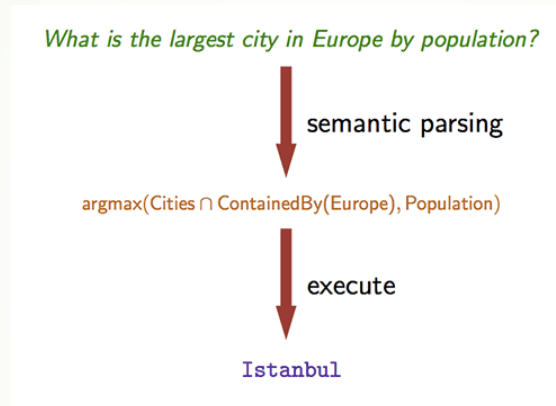 What is the largest city in Europe by population?
semantic parsing
argmax(Cities ∩ ContainedBy(Europe), Population)
execute
Istanbul